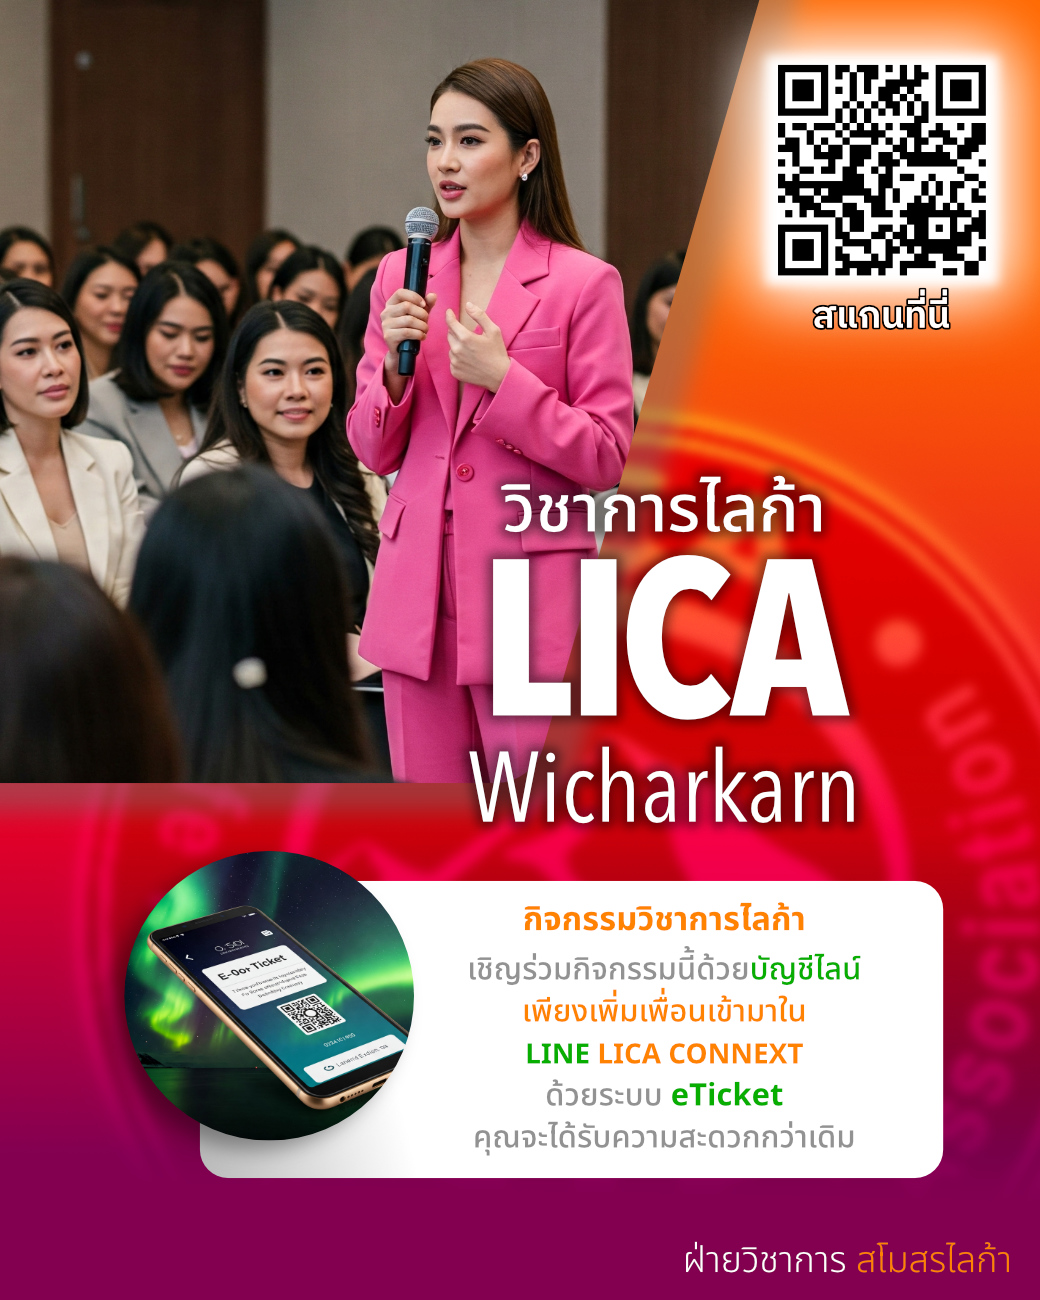 สแกนที่นี่
วิชาการไลก้า
LICA
Wicharkarn
กิจกรรมวิชาการไลก้า
เชิญร่วมกิจกรรมนี้ด้วยบัญชีไลน์
เพียงเพิ่มเพื่อนเข้ามาใน
LINE LICA CONNEXT
ด้วยระบบ eTicket
คุณจะได้รับความสะดวกกว่าเดิม
E-0or Ticket
ssociation
ฝ่ายวิชาการ สโมสรไลก้า